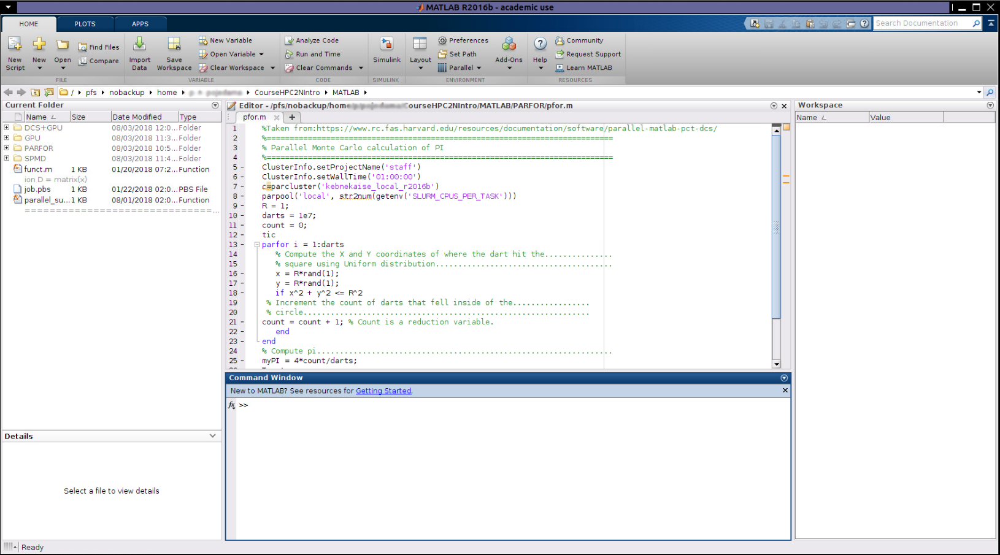 MATLAB R2016b - academic use
HOME PLOTS APPS
Search Documentation
New Script
New
Open
Find Files
Compare
FILE
Import Data
Save Workspace
New Variable
Open Variable
Clear Workspace
VARIABLE
Analyze Code
Run and Time
Clear Commands
CODE
Simulink
SIMULINK
Layout
Preferences
Set Path
Parallel
Add-Ons
ENVIRONMENT
Help
Community
Request Support
Learn MATLAB
RESOURCES
/ pfs nobackup home CourseHPC2NIntro MATLAB
Current Folder
Name Size Date Modified Type
DCS+GPU 08/03/2018 12:0... Folder
GPU 08/03/2018 11:3... Folder
PARFOR 08/03/2018 10:5... Folder
SPMD 08/03/2018 11:4... Folder
funct.m 1 KB 01/20/2018 07:2... Function
ion D = matrix(x)
job.pbs 1 KB 01/22/2018 02:0... PBS File
parallel_su... 1 KB 08/01/2018 02:0... Function
================================...
Details
Select a file to view details
Editor - /pfs/nobackup/home CourseHPC2NIntro/MATLAB/PARFOR/pfor.m
pfor.m +
1 %Taken from:https://www.rc.fas.harvard.edu/resources/documentation/software/parallel-matlab-pct-dcs/
2 %============================================================================
3 % Parallel Monte Carlo calculation of PI
4 %============================================================================
5 - ClusterInfo.setProjectName('staff')
6 - ClusterInfo.setWallTime('01:00:00')
7 - c=parcluster('kebnekaise_local_r2016b')
8 - parpool('local', str2num(getenv('SLURM_CPUS_PER_TASK')))
9 - R = 1;
10 - darts = 1e7;
11 - count = 0;
12 - tic
13 - parfor i = 1:darts
14 % Compute the X and Y coordinates of where the dart hit the...............
15 % square using Uniform distribution.......................................
16 - x = R*rand(1);
17 - y = R*rand(1);
18 - if x^2 + y^2 <= R^2
19 % Increment the count of darts that fell inside of the.................
20 % circle...............................................................
21 - count = count + 1; % Count is a reduction variable.
22 - end
23 - end
24 % Compute pi.................................................................
25 - myPI = 4*count/darts;
Command Window
New to MATLAB? See resources for Getting Started.
fx >>
Workspace
Name Value
Ready